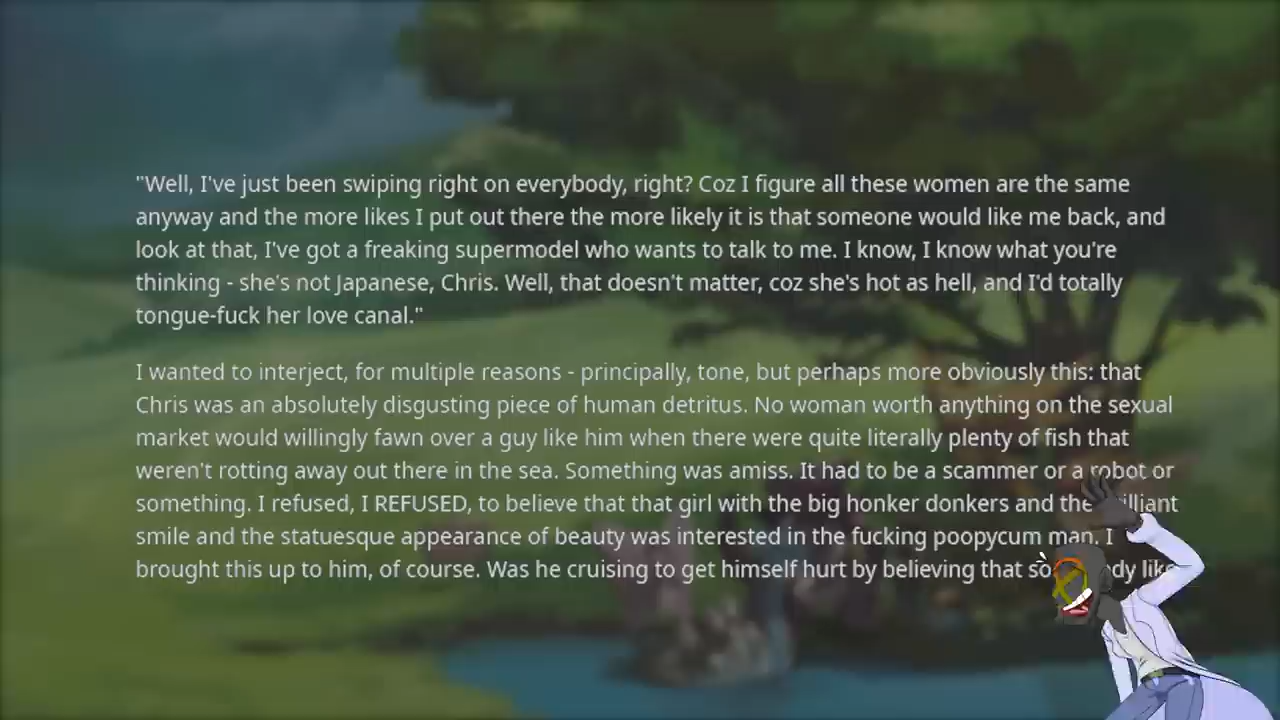 "Well, I've just been swiping right on everybody, right? Coz I figure all these women are the same
anyway and the more likes I put out there the more likely it is that someone would like me back, and
look at that, I've got a freaking supermodel who wants to talk to me. I know, I know what you're
thinking - she's not Japanese, Chris. Well, that doesn't matter, coz she's hot as hell, and I'd totally
tongue-fuck her love canal."
I wanted to interject, for multiple reasons - principally, tone, but perhaps more obviously this: that
Chris was an absolutely disgusting piece of human detritus. No woman worth anything on the sexual
market would willingly fawn over a guy like him when there were quite literally plenty of fish that
weren't rotting away out there in the sea. Something was amiss. It had to be a scammer or a robot or
something. I refused, I REFUSED, to believe that that girl with the big honker donkers and the
smile and the statuesque appearance of beauty was interested in the fucking poopycum man. I
brought this up to him, of course. Was he cruising to get himself hurt by believing that